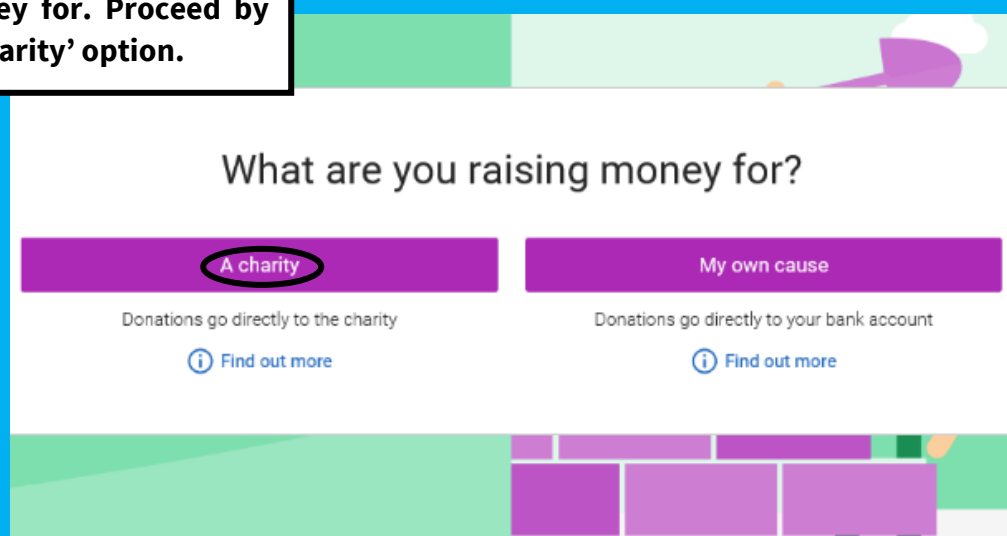 ey for. Proceed by
arity’ option.
What are you raising money for?
A charity
My own cause
Donations go directly to the charity
Donations go directly to your bank account
Find out more
Find out more